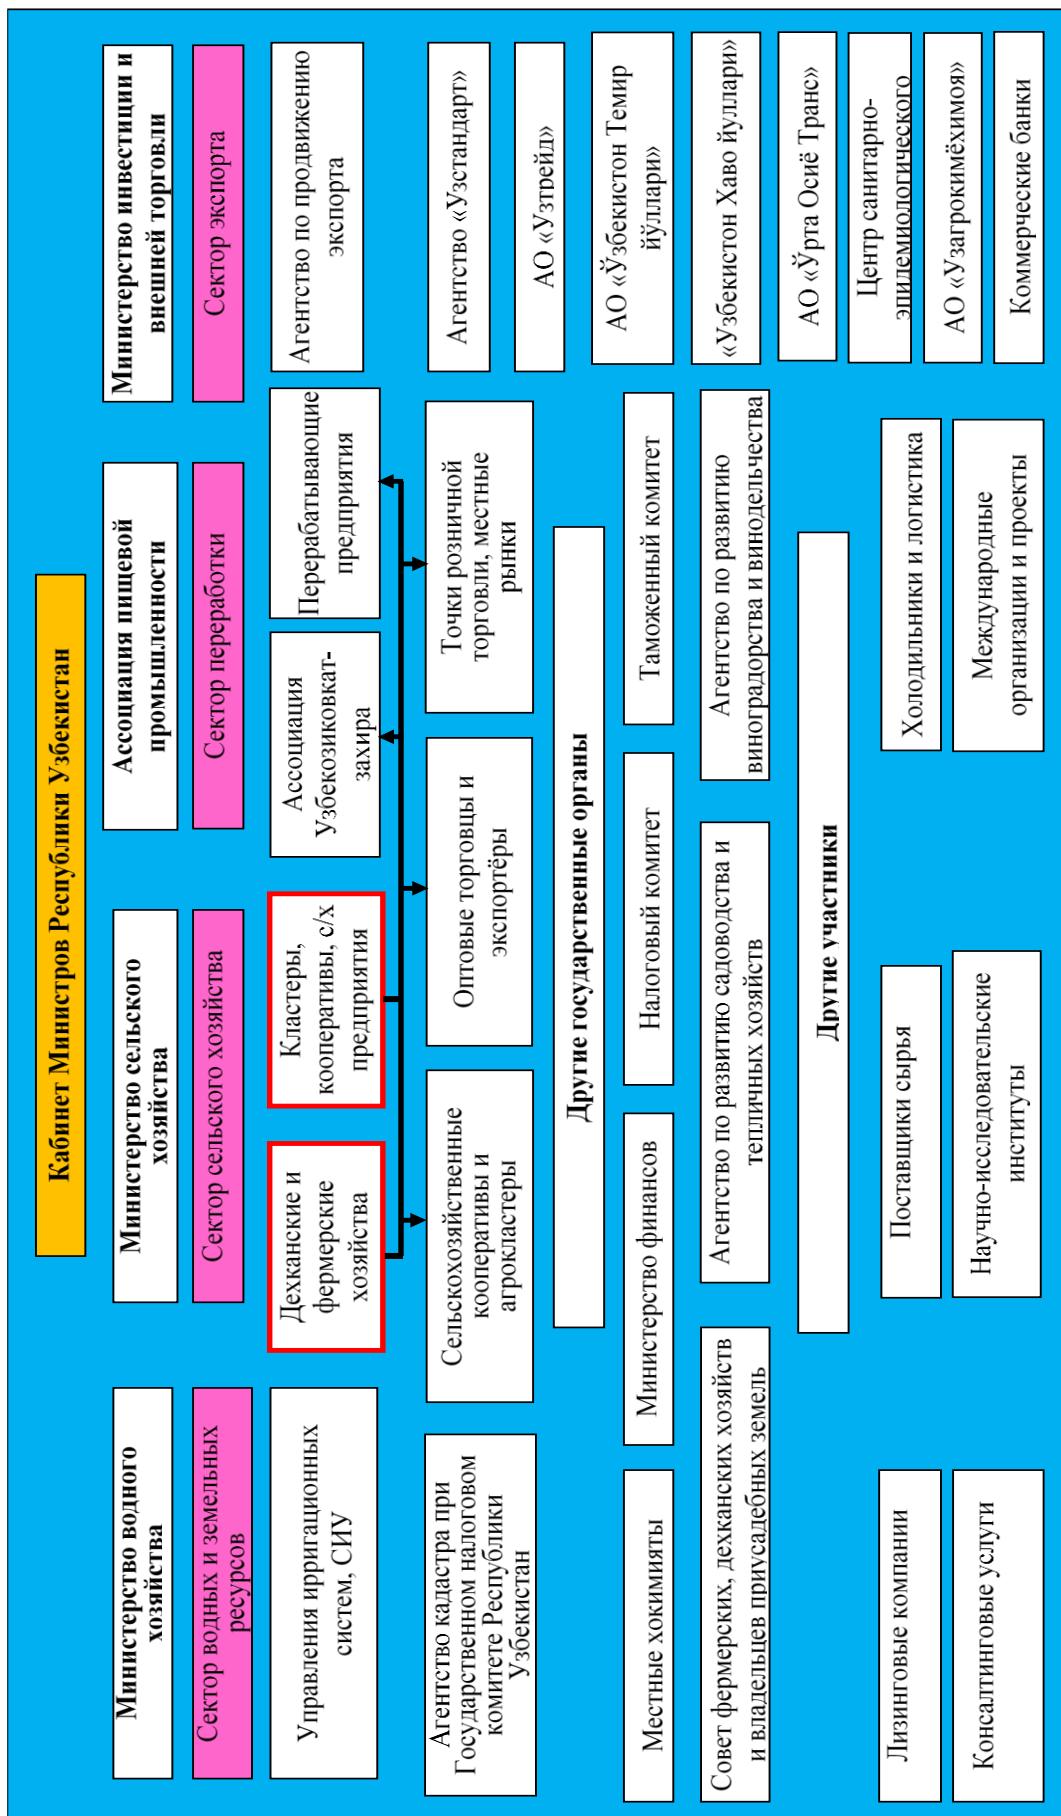 Кабинет Министров Республики Узбекистан
Министерство водного
хозяйства
Министерство сельского
хозяйства
Ассоциация пищевой
промышленности
Министерство инвестиции и
внешней торговли
Сектор водных и земельных
ресурсов
Сектор сельского хозяйства
Сектор переработки
Сектор экспорта
Управления ирригационных
систем, СИУ
Дехканские и
фермерские
хозяйства
Кластеры,
кооперативы, с/х
предприятия
Ассоциация
Узбекозиковкат-
захира
Перерабатывающие
предприятия
Агентство по продвижению
экспорта
Агентство кадастра при
Государственном налоговом
комитете Республики
Узбекистан
Сельскохозяйственные
кооперативы и
агрокластеры
Оптовые торговцы и
экспортёры
Точки розничной
торговли, местные
рынки
Агентство «Узстандарт»
АО «Узтрейд»
Другие государственные органы
АО «Ўзбекистон Темир
йўллари»
Местные хокимияты
Министерство финансов
Налоговый комитет
Таможенный комитет
«Узбекистон Хаво йуллари»
Совет фермерских, дехканских хозяйств
и владельцев приусадебных земель
Агентство по развитию садоводства и
тепличных хозяйств
Агентство по развитию
виноградорства и винодельчества
АО «Ўрта Осиё Транс»
Другие участники
Центр санитарно-
эпидемиологического
Лизинговые компании
Поставщики сырья
Холодильники и логистика
АО «Узагрокимёхимоя»
Консалтинговые услуги
Научно-исследовательские
институты
Международные
организации и проекты
Коммерческие банки